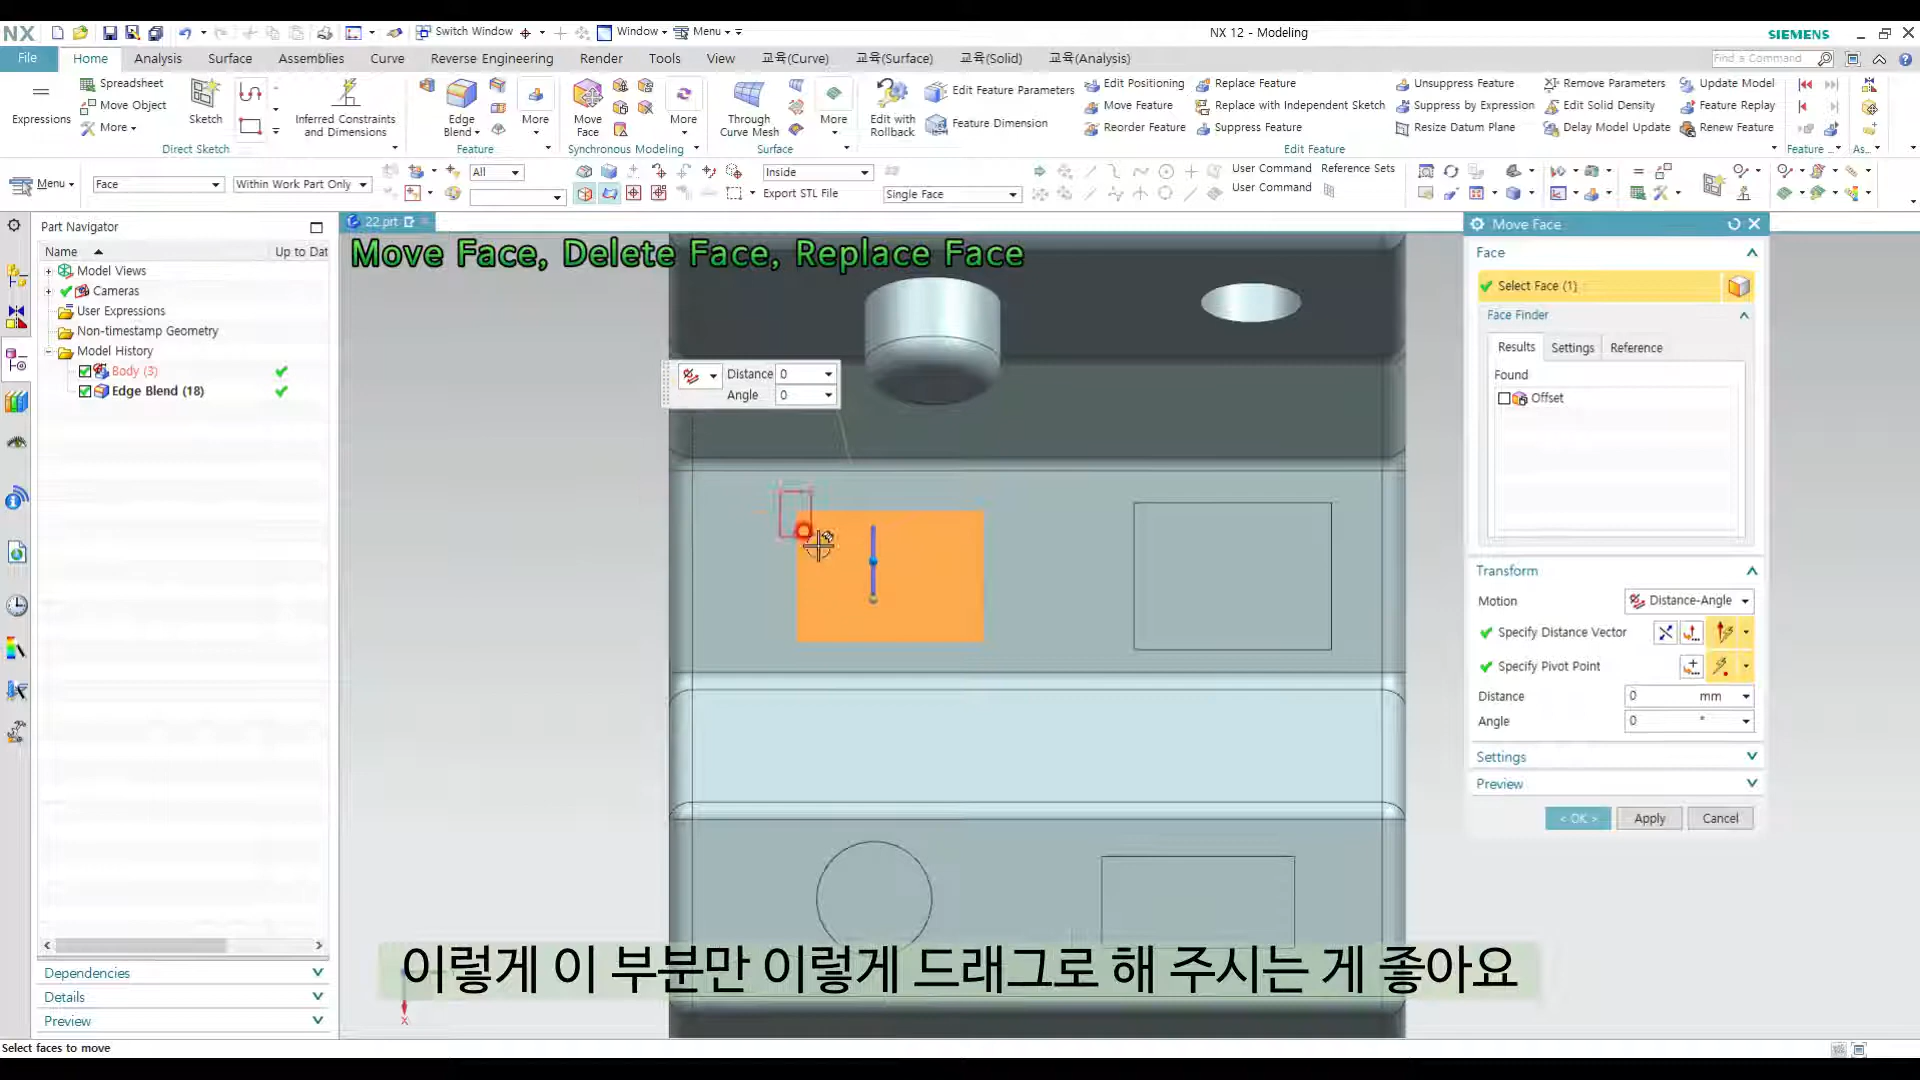 NX
Switch Window
Window
Menu
NX 12 - Modeling
SIEMENS
File
Home
Analysis
Surface
Assemblies
Curve
Reverse Engineering
Render
Tools
View
교육(Curve)
교육(Surface)
교육(Solid)
교육(Analysis)
Find a Command
Expressions
Spreadsheet
Move Object
More
Sketch
Inferred Constraints
and Dimensions
Direct Sketch
Edge
Blend
More
Feature
Move
Face
More
Synchronous Modeling
Through
Curve Mesh
More
Surface
Edit with
Rollback
Edit Feature Parameters
Feature Dimension
Edit Positioning
Move Feature
Reorder Feature
Replace Feature
Replace with Independent Sketch
Suppress Feature
Unsuppress Feature
Suppress by Expression
Resize Datum Plane
Remove Parameters
Edit Solid Density
Delay Model Update
Update Model
Feature Replay
Renew Feature
Edit Feature
Feature
As...
Menu
Face
Within Work Part Only
All
Inside
Export STL File
Single Face
User Command
User Command
Reference Sets
Part Navigator
Name
Up to Dat
Model Views
Cameras
User Expressions
Non-timestamp Geometry
Model History
Body (3)
Edge Blend (18)
Dependencies
Details
Preview
Select faces to move
22.prt
Move Face, Delete Face, Replace Face
Distance 0
Angle 0
X
이렇게 이 부분만 이렇게 드래그로 해 주시는 게 좋아요
Move Face
Face
Select Face (1)
Face Finder
Results
Settings
Reference
Found
Offset
Transform
Motion
Distance-Angle
Specify Distance Vector
Specify Pivot Point
Distance
0 mm
Angle
0 °
Settings
Preview
< OK >
Apply
Cancel